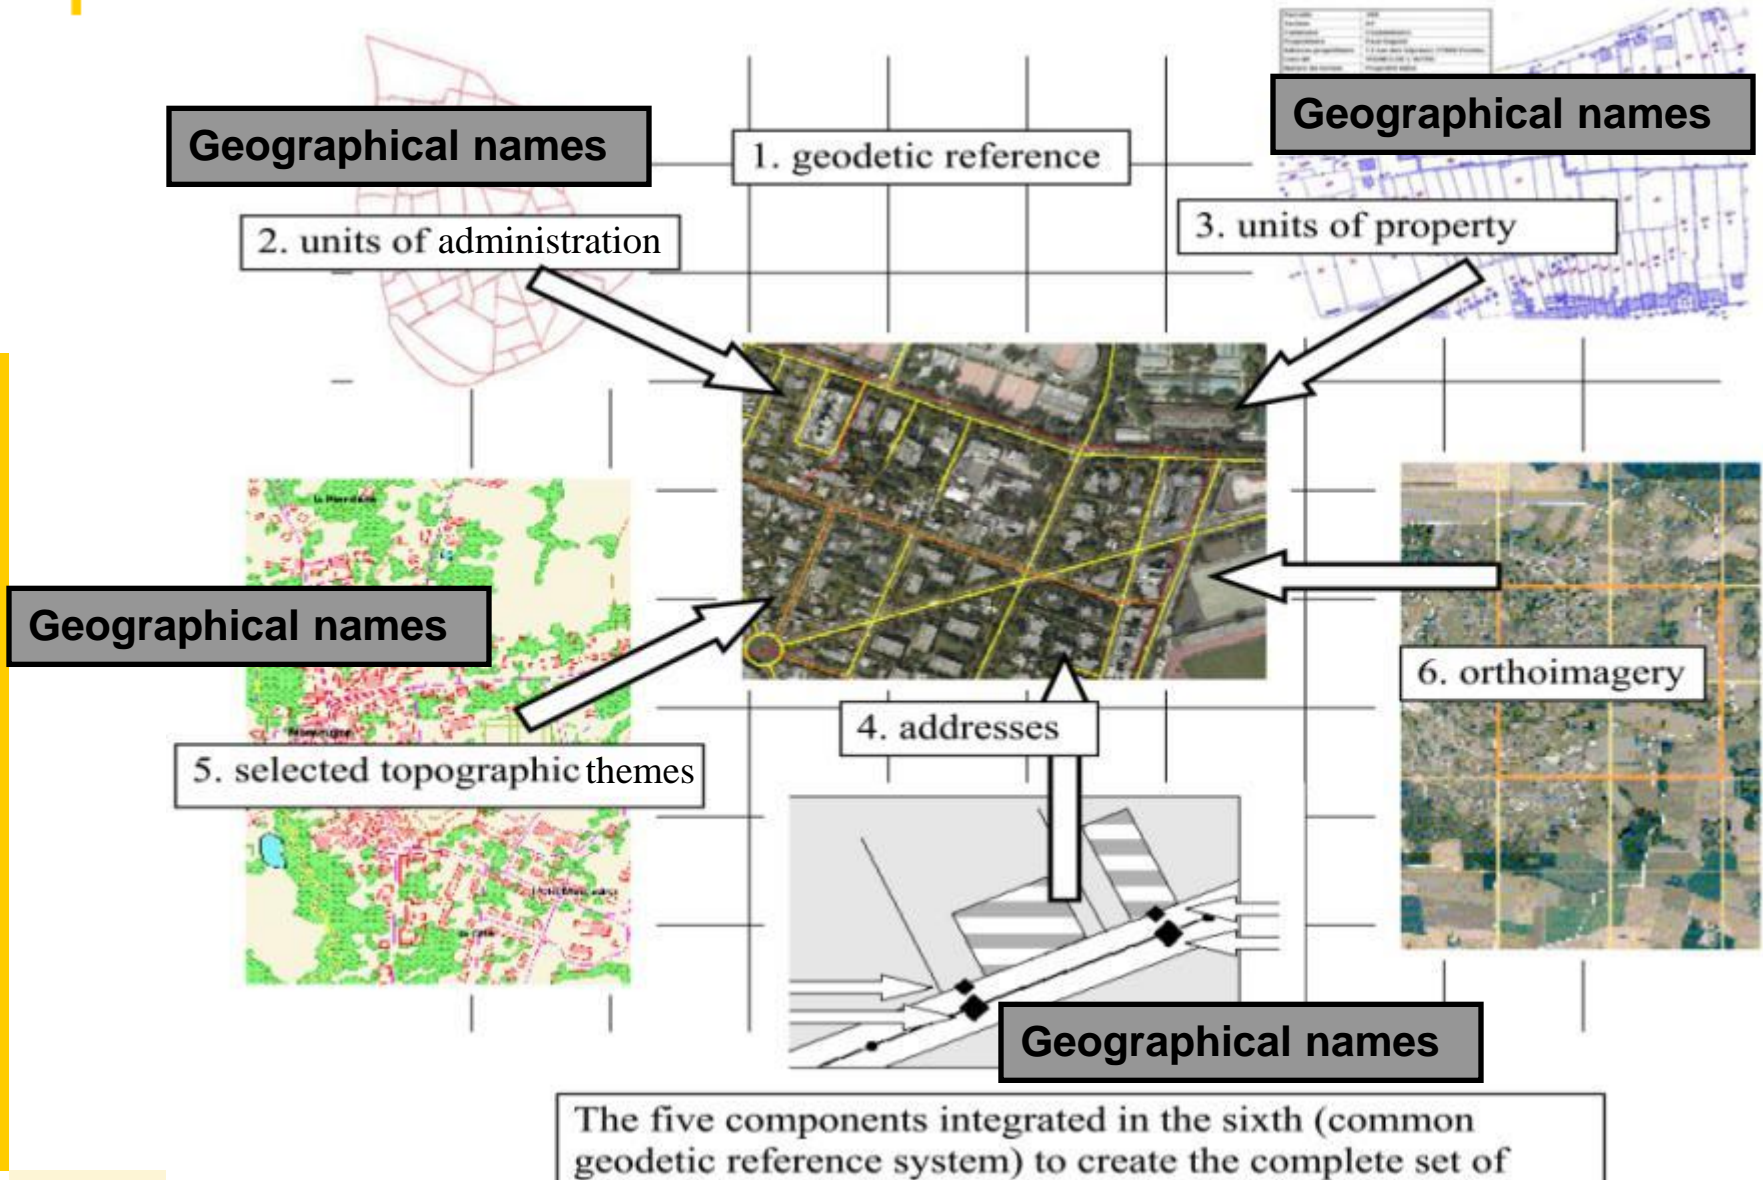 Geographical names
Geographical names
1. geodetic reference
2. units of administration
3. units of property
Geographical names
6. orthoimagery
4. addresses
5. selected topographic themes
Geographical names
The five components integrated in the sixth (common
geodetic reference system) to create the complete set of